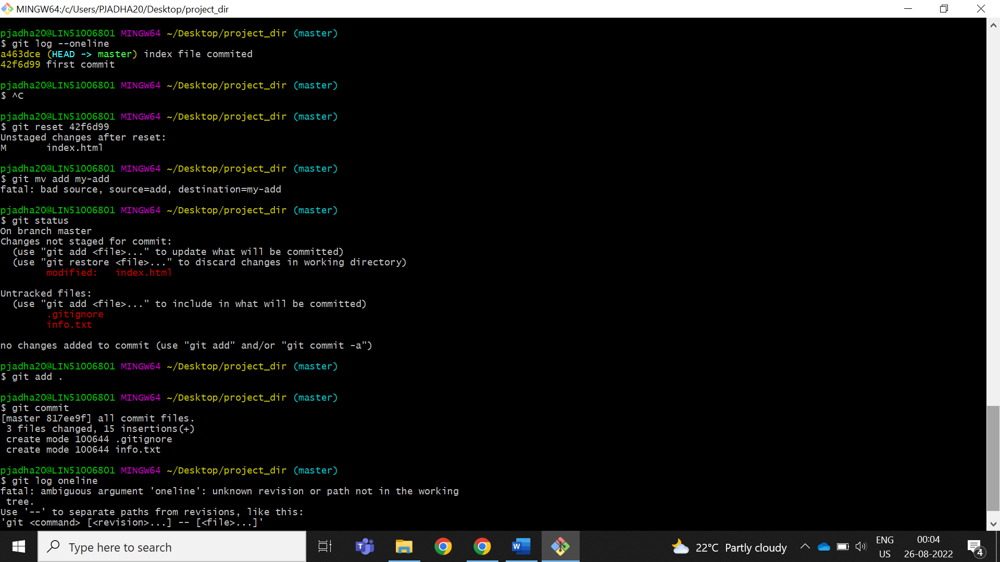 MINGW64:/c/Users/PJADHA20/Desktop/project_dir
pjadha20@LIN51006801 MINGW64 ~/Desktop/project_dir (master)
$ git log --oneline
a463dce (HEAD -> master) index file commited
42f6d99 first commit
pjadha20@LIN51006801 MINGW64 ~/Desktop/project_dir (master)
$ ^C
pjadha20@LIN51006801 MINGW64 ~/Desktop/project_dir (master)
$ git reset 42f6d99
Unstaged changes after reset:
M       index.html
pjadha20@LIN51006801 MINGW64 ~/Desktop/project_dir (master)
$ git mv add my-add
fatal: bad source, source=add, destination=my-add
pjadha20@LIN51006801 MINGW64 ~/Desktop/project_dir (master)
$ git status
On branch master
Changes not staged for commit:
  (use "git add <file>..." to update what will be committed)
  (use "git restore <file>..." to discard changes in working directory)
        modified:   index.html
Untracked files:
  (use "git add <file>..." to include in what will be committed)
        .gitignore
        info.txt
no changes added to commit (use "git add" and/or "git commit -a")
pjadha20@LIN51006801 MINGW64 ~/Desktop/project_dir (master)
$ git add .
pjadha20@LIN51006801 MINGW64 ~/Desktop/project_dir (master)
$ git commit
[master 817ee9f] all commit files.
 3 files changed, 15 insertions(+)
 create mode 100644 .gitignore
 create mode 100644 info.txt
pjadha20@LIN51006801 MINGW64 ~/Desktop/project_dir (master)
$ git log oneline
fatal: ambiguous argument 'oneline': unknown revision or path not in the working
 tree.
Use '--' to separate paths from revisions, like this:
'git <command> [<revision>...] -- [<file>...]'
Type here to search
22°C Partly cloudy
ENG
US
00:04
26-08-2022
4